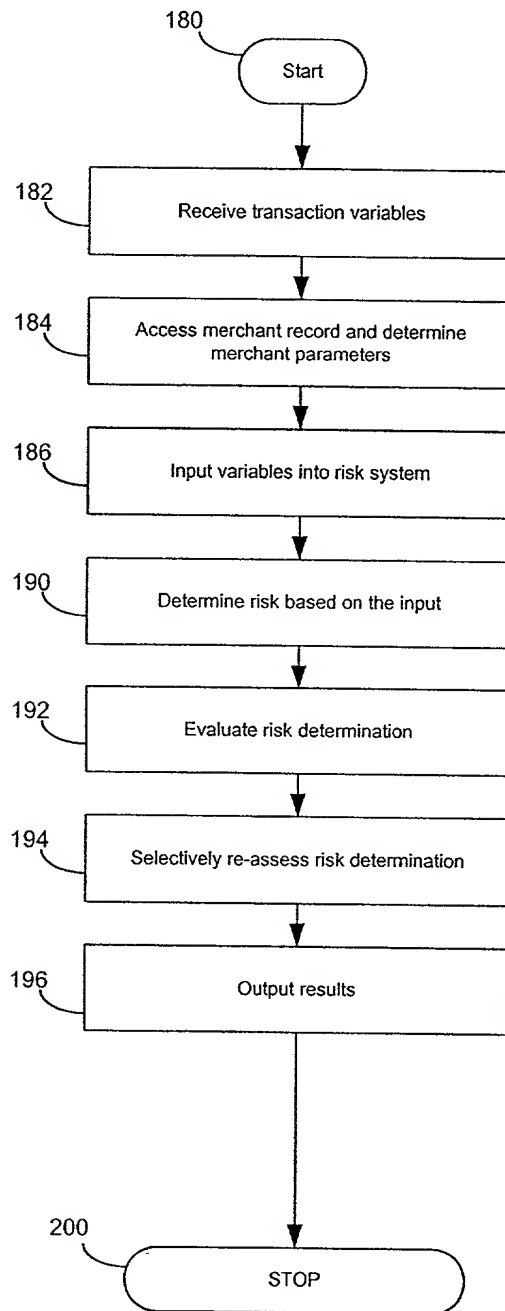 180
Start
182
Receive transaction variables
184
Access merchant record and determine
merchant parameters
186
Input variables into risk system
190
Determine risk based on the input
192
Evaluate risk determination
194
Selectively re-assess risk determination
196
Output results
200
STOP